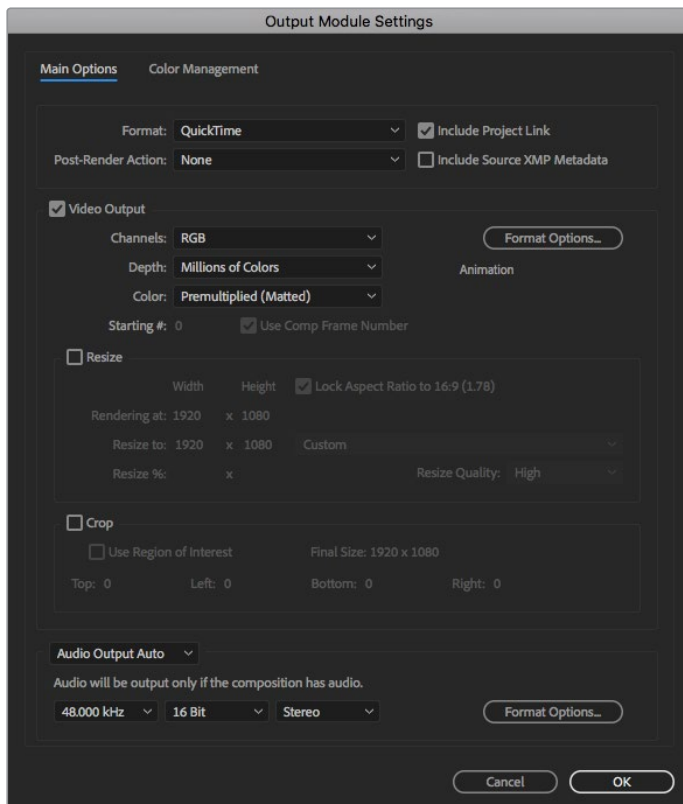 Output Module Settings
Main Options Color Management
Format: QuickTime Include Project Link
Post-Render Action: None Include Source XMP Metadata
Video Output
Channels: RGB Format Options...
Depth: Millions of Colors Animation
Color: Premultiplied (Matted)
Starting #: 0 Use Comp Frame Number
Resize
Width Height Lock Aspect Ratio to 16:9 (1.78)
Rendering at: 1920 x 1080
Resize to: 1920 x 1080 Custom
Resize %: x Resize Quality: High
Crop
Use Region of Interest Final Size: 1920 x 1080
Top: 0 Left: 0 Bottom: 0 Right: 0
Audio Output Auto
Audio will be output only if the composition has audio.
48.000 kHz 16 Bit Stereo Format Options...
Cancel OK